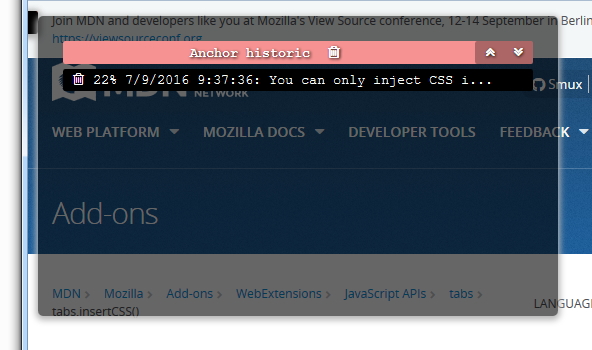 Join MDN and developers like you at Mozilla's View Source conference, 12-14 September in Berlin
https://viewsourceconf.org
Anchor historic
22% 7/9/2016 9:37:36: You can only inject CSS i...
MDN NETWORK
Smux |
WEB PLATFORM MOZILLA DOCS DEVELOPER TOOLS FEEDBACK
Add-ons
MDN > Mozilla > Add-ons > WebExtensions > JavaScript APIs > tabs >
tabs.insertCSS()
LANGUAG